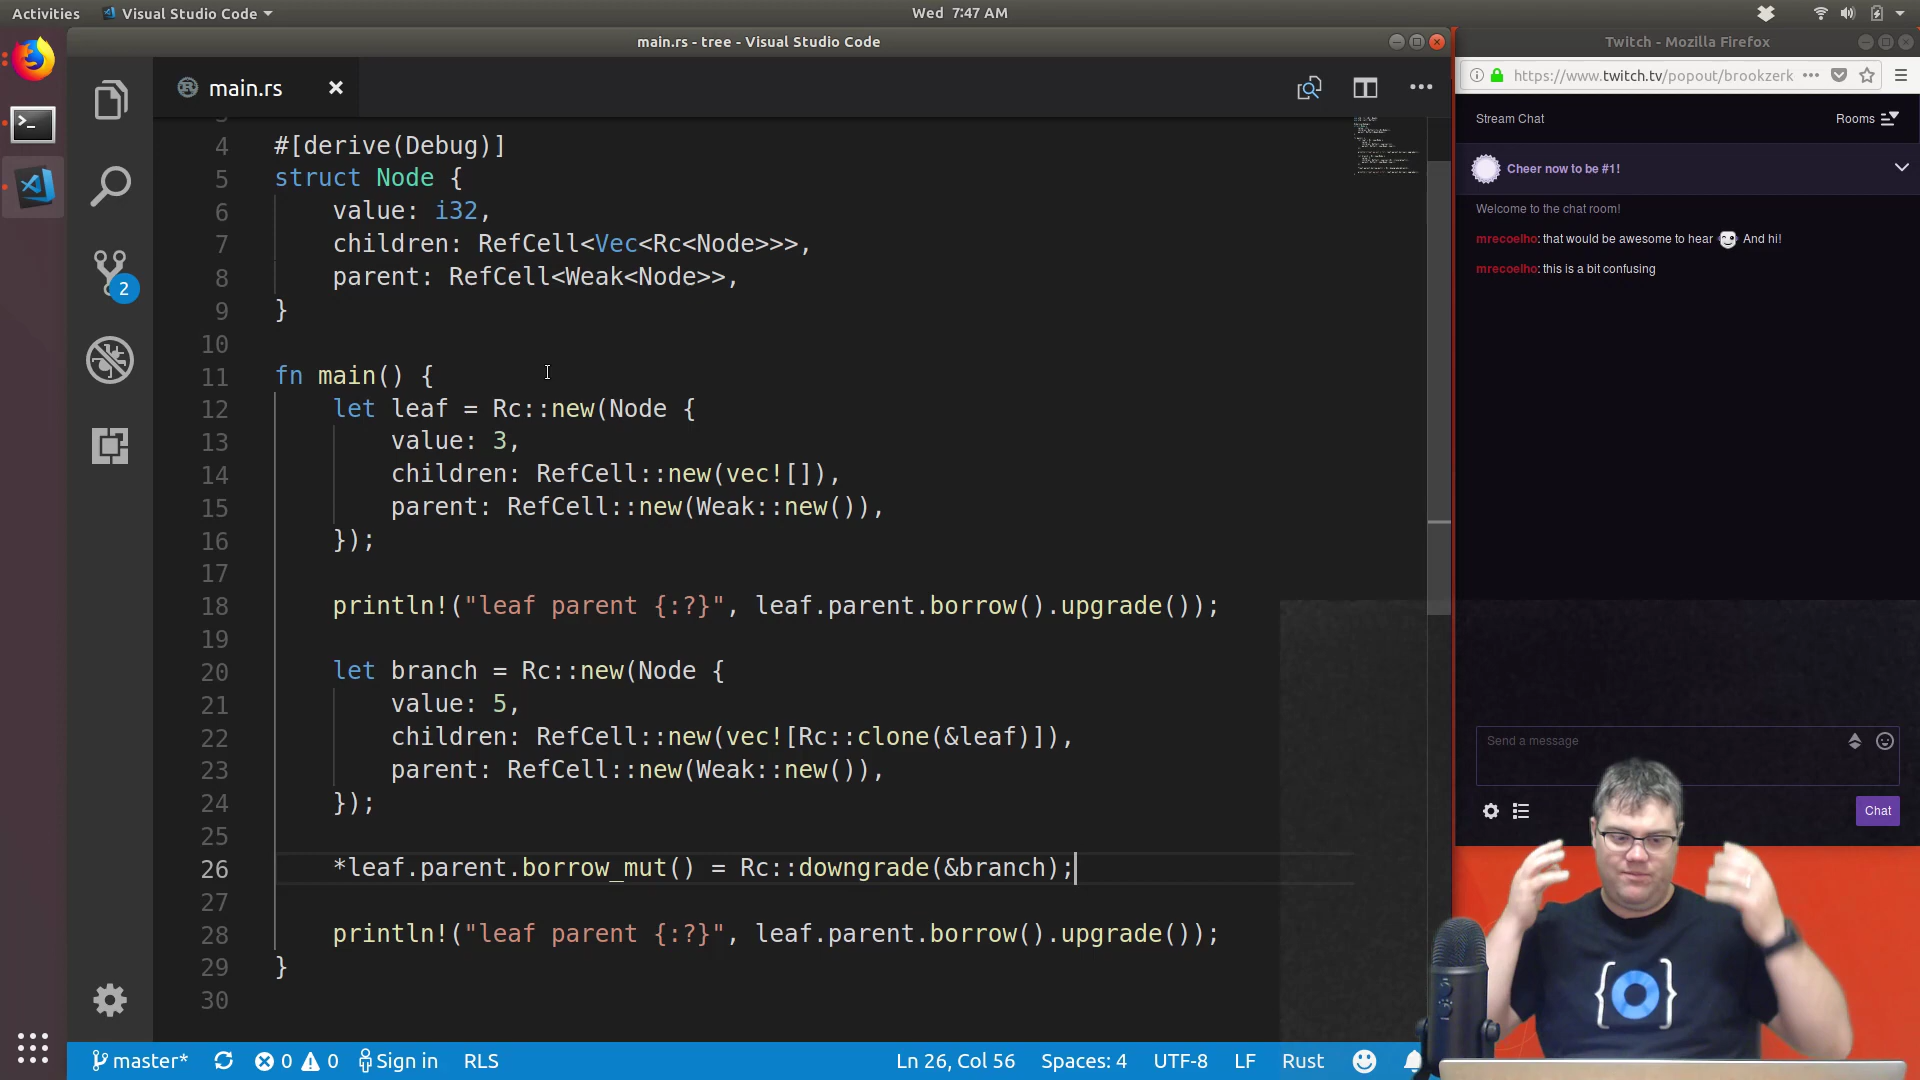 Activities
Visual Studio Code
Wed 7:47 AM
main.rs - tree - Visual Studio Code
Twitch - Mozilla Firefox
https://www.twitch.tv/popout/brookzerk
main.rs
Stream Chat
Rooms
Cheer now to be #1!
Welcome to the chat room!
mrecoelho: that would be awesome to hear And hi!
mrecoelho: this is a bit confusing
Send a message
Chat
2
4 #[derive(Debug)]
5 struct Node {
6 value: i32,
7 children: RefCell<Vec<Rc<Node>>>,
8 parent: RefCell<Weak<Node>>,
9 }
10
11 fn main() {
12 let leaf = Rc::new(Node {
13 value: 3,
14 children: RefCell::new(vec![]),
15 parent: RefCell::new(Weak::new()),
16 });
17
18 println!("leaf parent {:?}", leaf.parent.borrow().upgrade());
19
20 let branch = Rc::new(Node {
21 value: 5,
22 children: RefCell::new(vec![Rc::clone(&leaf)]),
23 parent: RefCell::new(Weak::new()),
24 });
25
26 *leaf.parent.borrow_mut() = Rc::downgrade(&branch);
27
28 println!("leaf parent {:?}", leaf.parent.borrow().upgrade());
29 }
30
master* 0 0 Sign in RLS Ln 26, Col 56 Spaces: 4 UTF-8 LF Rust